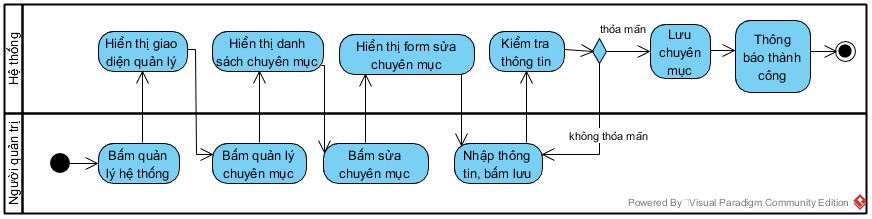 Hệ thống
Hiển thị giao
diện quản lý
Hiển thị danh
sách chuyên mục
Hiển thị form sửa
chuyên mục
Kiểm tra
thông tin
thỏa mãn
Lưu
chuyên
mục
Thông
báo thành
công
không thỏa mãn
Người quản trị
Bấm quản
lý hệ thống
Bấm quản lý
chuyên mục
Bấm sửa
chuyên mục
Nhập thông
tin, bấm lưu
Powered By Visual Paradigm Community Edition